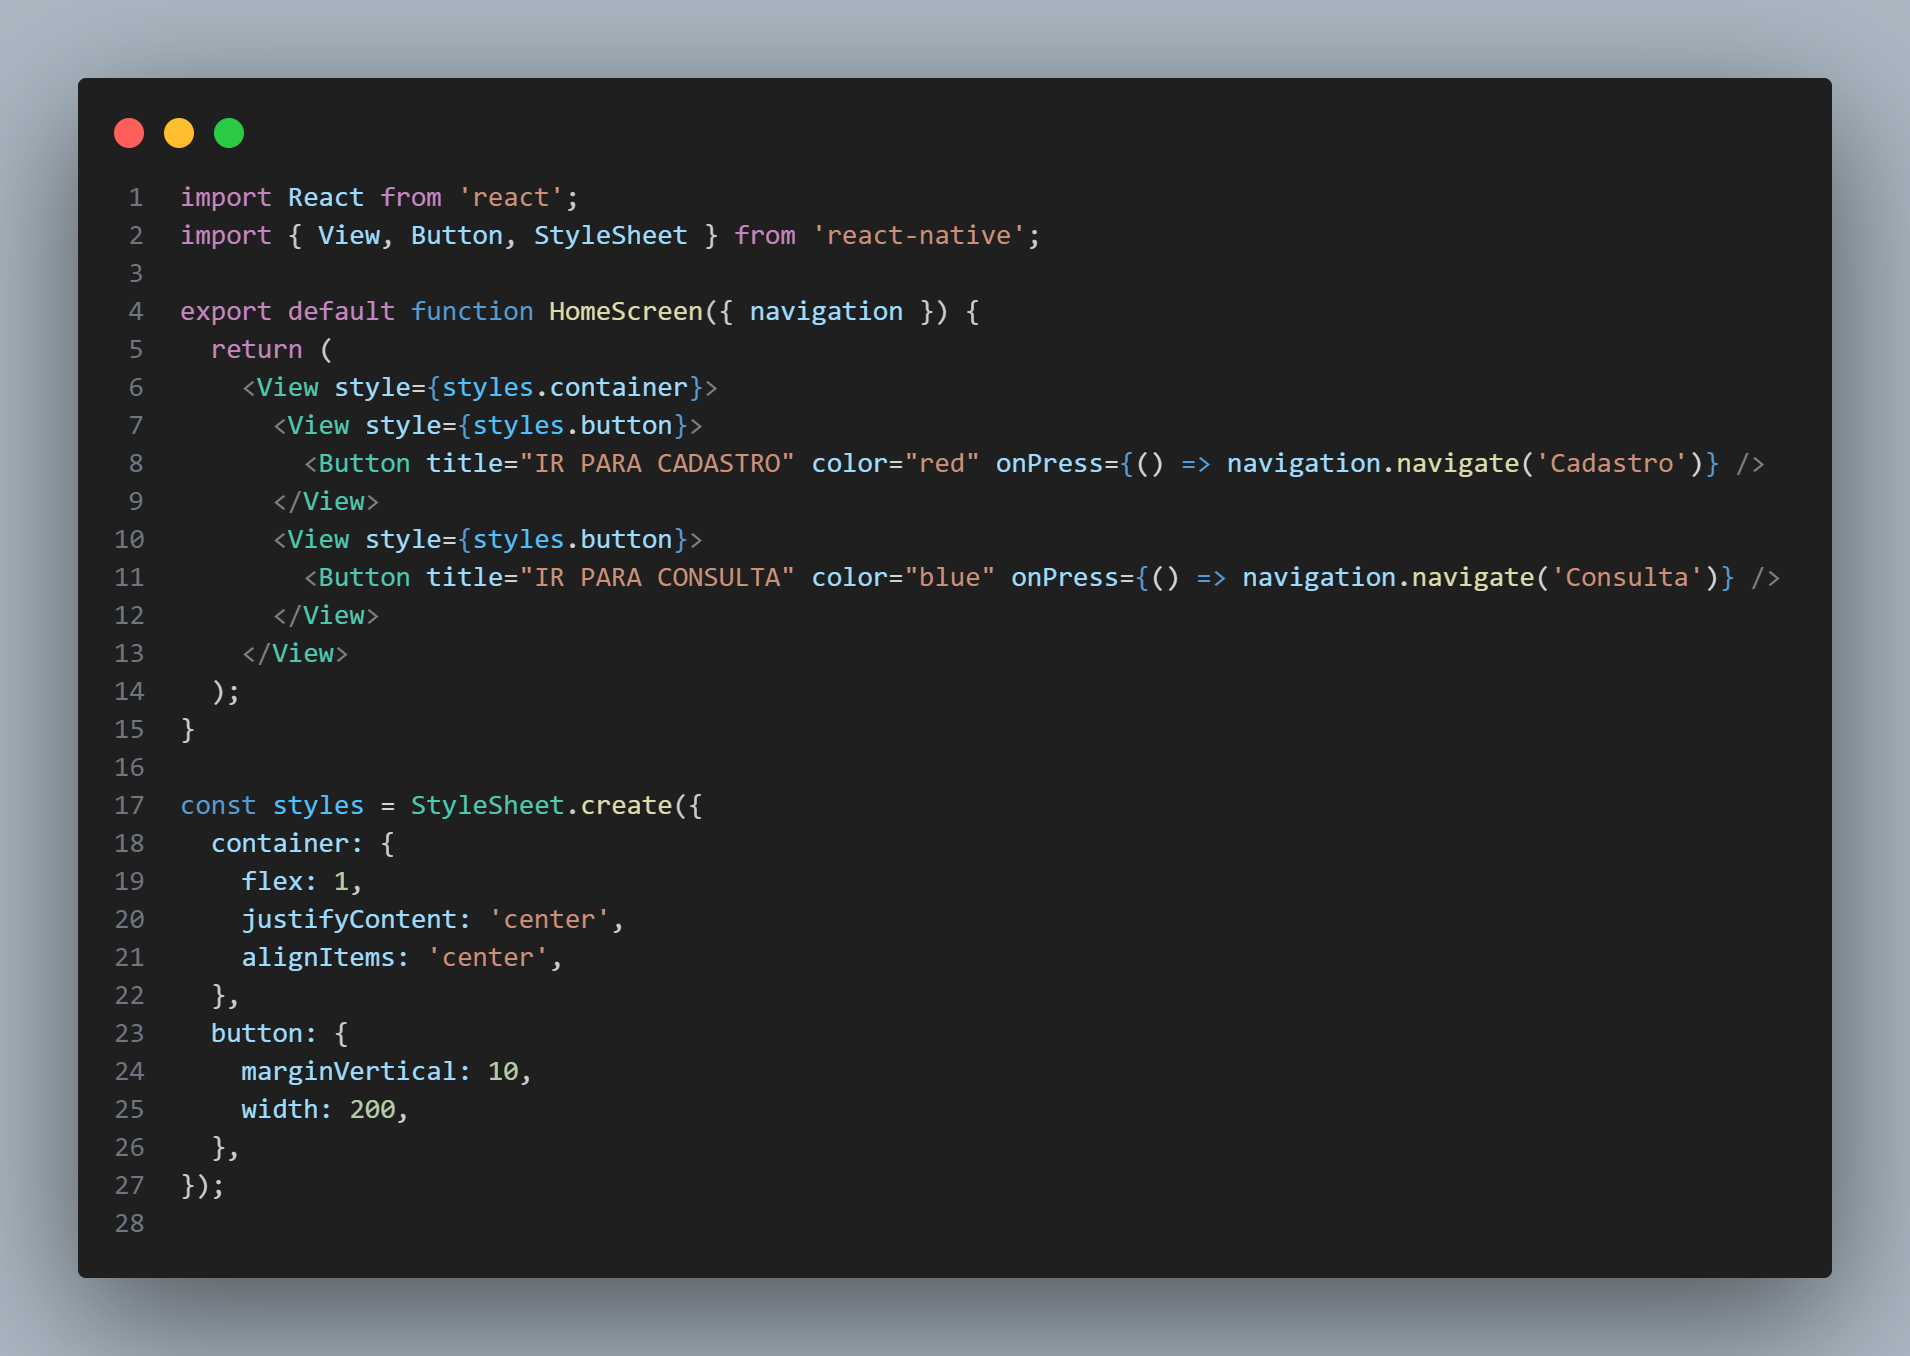 1 import React from 'react';
2 import { View, Button, StyleSheet } from 'react-native';
3
4 export default function HomeScreen({ navigation }) {
5   return (
6     <View style={styles.container}>
7       <View style={styles.button}>
8         <Button title="IR PARA CADASTRO" color="red" onPress={() => navigation.navigate('Cadastro')} />
9       </View>
10       <View style={styles.button}>
11         <Button title="IR PARA CONSULTA" color="blue" onPress={() => navigation.navigate('Consulta')} />
12       </View>
13     </View>
14   );
15 }
16
17 const styles = StyleSheet.create({
18   container: {
19     flex: 1,
20     justifyContent: 'center',
21     alignItems: 'center',
22   },
23   button: {
24     marginVertical: 10,
25     width: 200,
26   },
27 });
28